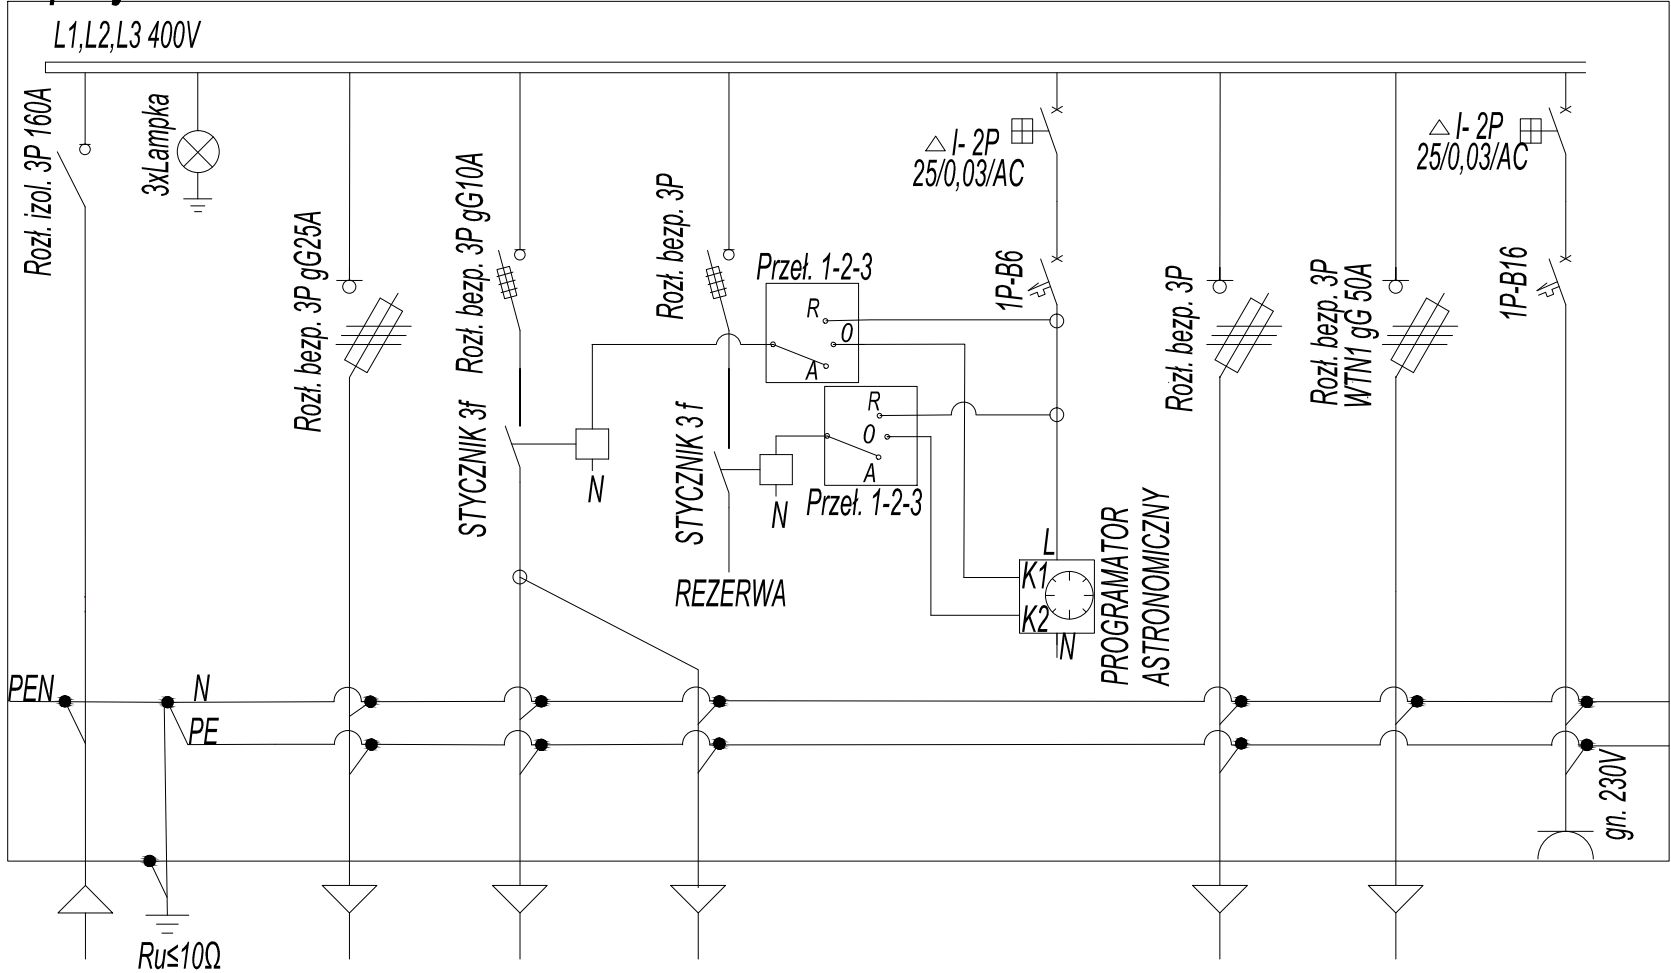 L1,L2,L3 400V
Rozł. izol. 3P 160A
3xLampka
Rozł. bezp. 3P gG25A
Rozł. bezp. 3P gG10A
STYCZNIK 3f
N
Rozł. bezp. 3P
STYCZNIK 3 f
N
REZERWA
Przeł. 1-2-3
R
0
A
R
0
A
Przeł. 1-2-3
△ I- 2P
25/0,03/AC
1P-B6
L
K1
K2
N
PROGRAMATOR
ASTRONOMICZNY
Rozł. bezp. 3P
Rozł. bezp. 3P
WTN1 gG 50A
△ I- 2P
25/0,03/AC
1P-B16
gn. 230V
PEN
N
PE
Ru≤10Ω